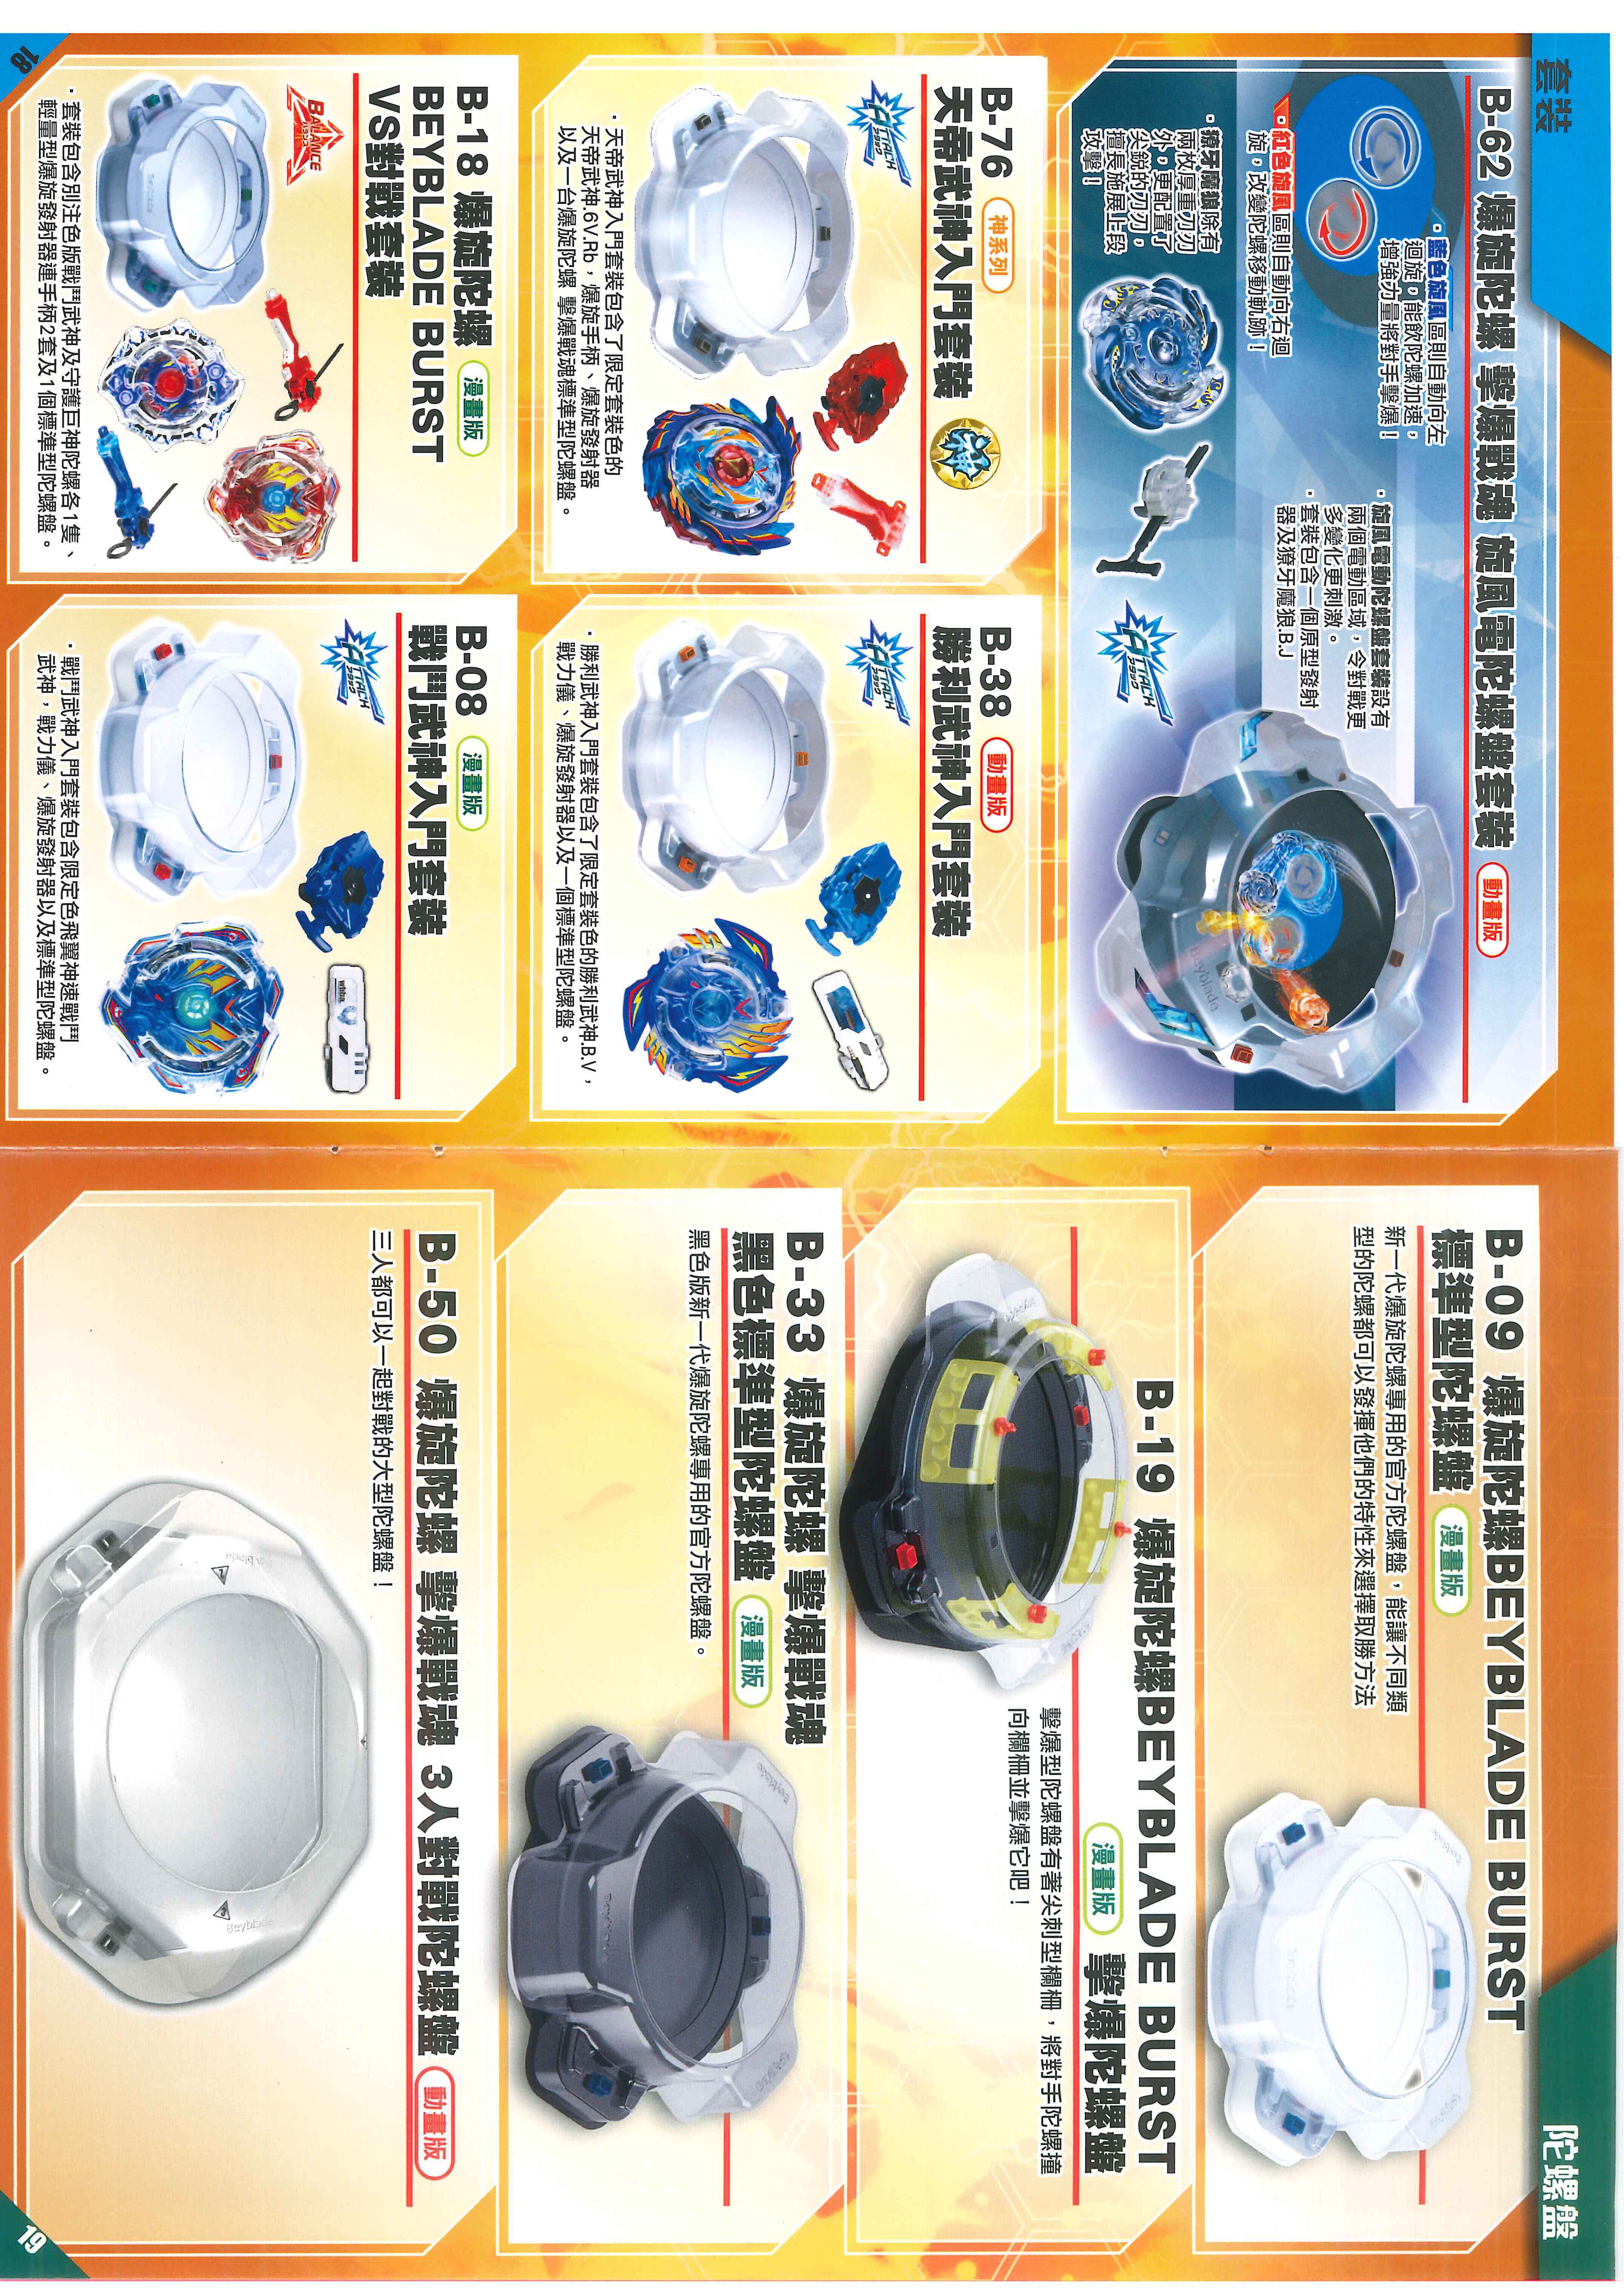 套裝
B-62 爆旋陀螺 擊爆戰魂 旋風電陀螺盤套裝 動畫版
·藍色旋風區則自動向左
迴旋，能飲陀螺加速，
增強力量將對手擊爆！
·紅色旋風區則自動向右迴
旋，改變陀螺移動軌跡！
·旋風電動陀螺盤套裝設有
兩個電動區域，令對戰更
多變化更刺激。
·套裝包含一個原型發射
器及獠牙魔狼.B.J
·獠牙魔狼除有
兩枚厚重刀刃
外，更配置了
尖銳的刀刃，
擅長施展上段
攻擊！
ATTACK
アタック
Beyblade
B-76 神系列
天帝武神入門套裝
神
ATTACK
アタック
·天帝武神入門套裝包含了限定套裝色的
天帝武神.6V.Rb，爆旋手柄、爆旋發射器
以及一台爆旋陀螺 擊爆戰魂標準型陀螺盤。
B-38 動畫版
勝利武神入門套裝
ATTACK
アタック
·勝利武神入門套裝包含了限定套裝色的勝利武神.B.V，
戰力儀、爆旋發射器以及一個標準型陀螺盤。
B-18 爆旋陀螺 漫畫版
BEYBLADE BURST
VS對戰套裝
BALANCE
バランス
Beyblade
·套裝包含別注色版戰鬥武神及守護巨神陀螺各1隻、
輕量型爆旋發射器連手柄2套及1個標準型陀螺盤。
B-08 漫畫版
戰鬥武神入門套裝
ATTACK
アタック
wbba.
·戰鬥武神入門套裝包含限定色飛翼神速戰鬥
武神，戰力儀、爆旋發射器以及標準型陀螺盤。
18
陀螺盤
B-09 爆旋陀螺BEYBLADE BURST
標準型陀螺盤 漫畫版
新一代爆旋陀螺專用的官方陀螺盤，能讓不同類
型的陀螺都可以發揮他們的特性來選擇取勝方法
Beyblade
B-19 爆旋陀螺BEYBLADE BURST
漫畫版 擊爆陀螺盤
擊爆型陀螺盤有著尖刺型欄柵，將對手陀螺撞
向欄柵並擊爆它吧！
B-33 爆旋陀螺 擊爆戰魂
黑色標準型陀螺盤 漫畫版
黑色版新一代爆旋陀螺專用的官方陀螺盤。
Beyblade
B-50 爆旋陀螺 擊爆戰魂 3人對戰陀螺盤 動畫版
三人都可以一起對戰的大型陀螺盤！
Beyblade
19